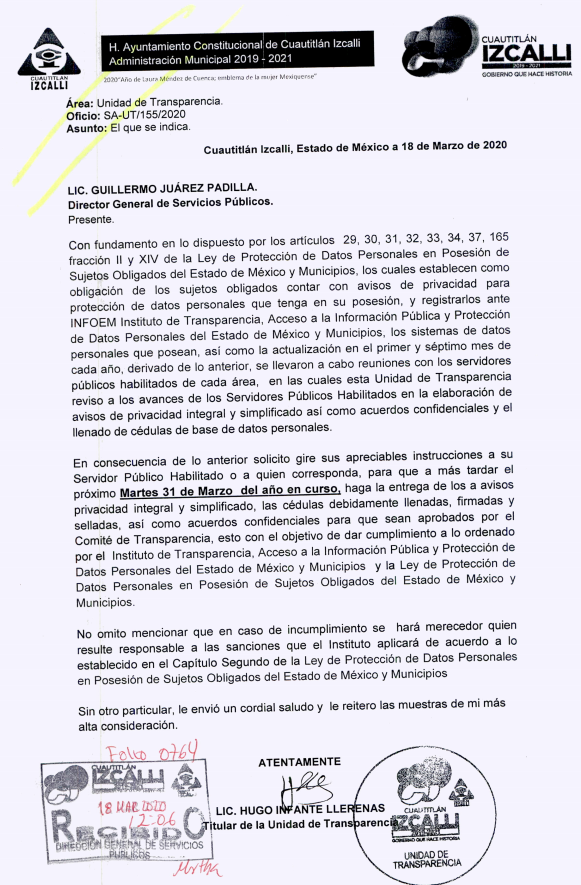 H. Ayuntamiento Constitucional de Cuautitlán Izcalli
Administración Municipal 2019 - 2021
2020"Año de Laura Méndez de Cuenca; emblema de la mujer Mexiquense"
CUAUTITLÁN
IZCALLI
CUAUTITLÁN
IZCALLI
2019 - 2021
GOBIERNO QUE HACE HISTORIA
Área: Unidad de Transparencia.
Oficio: SA-UT/155/2020
Asunto: El que se indica.
Cuautitlán Izcalli, Estado de México a 18 de Marzo de 2020
LIC. GUILLERMO JUÁREZ PADILLA.
Director General de Servicios Públicos.
Presente.
Con fundamento en lo dispuesto por los artículos 29, 30, 31, 32, 33, 34, 37, 165
fracción II y XIV de la Ley de Protección de Datos Personales en Posesión de
Sujetos Obligados del Estado de México y Municipios, los cuales establecen como
obligación de los sujetos obligados contar con avisos de privacidad para
protección de datos personales que tenga en su posesión, y registrarlos ante
INFOEM Instituto de Transparencia, Acceso a la Información Pública y Protección
de Datos Personales del Estado de México y Municipios, los sistemas de datos
personales que posean, así como la actualización en el primer y séptimo mes de
cada año, derivado de lo anterior, se llevaron a cabo reuniones con los servidores
públicos habilitados de cada área, en las cuales esta Unidad de Transparencia
reviso a los avances de los Servidores Públicos Habilitados en la elaboración de
avisos de privacidad integral y simplificado así como acuerdos confidenciales y el
llenado de cédulas de base de datos personales.
En consecuencia de lo anterior solicito gire sus apreciables instrucciones a su
Servidor Público Habilitado o a quien corresponda, para que a más tardar el
próximo Martes 31 de Marzo del año en curso, haga la entrega de los a avisos
privacidad integral y simplificado, las cédulas debidamente llenadas, firmadas y
selladas, así como acuerdos confidenciales para que sean aprobados por el
Comité de Transparencia, esto con el objetivo de dar cumplimiento a lo ordenado
por el Instituto de Transparencia, Acceso a la Información Pública y Protección de
Datos Personales del Estado de México y Municipios y la Ley de Protección de
Datos Personales en Posesión de Sujetos Obligados del Estado de México y
Municipios.
No omito mencionar que en caso de incumplimiento se hará merecedor quien
resulte responsable a las sanciones que el Instituto aplicará de acuerdo a lo
establecido en el Capítulo Segundo de la Ley de Protección de Datos Personales
en Posesión de Sujetos Obligados del Estado de México y Municipios
Sin otro particular, le envió un cordial saludo y le reitero las muestras de mi más
alta consideración.
Folio 0764
CUAUTITLÁN
IZCALLI
18 MAR 2020
12:06
RECIBIDO
DIRECCIÓN GENERAL DE SERVICIOS
PÚBLICOS
Mirtha
ATENTAMENTE
LIC. HUGO INFANTE LLERENAS
Titular de la Unidad de Transparencia
CUAUTITLÁN
IZCALLI
UNIDAD DE
TRANSPARENCIA